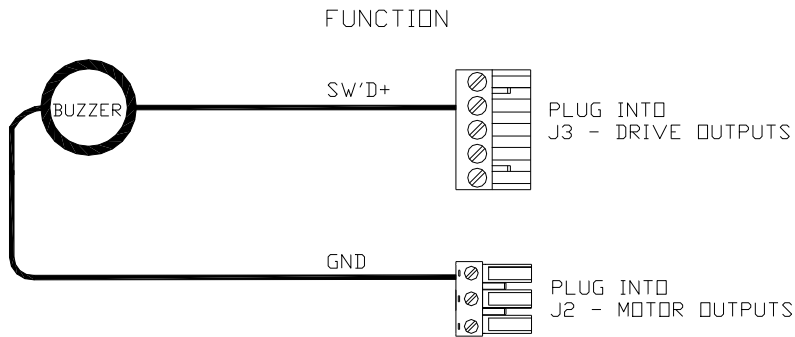 FUNCTION
SW'D+
BUZZER
PLUG INTO
J3 - DRIVE OUTPUTS
GND
PLUG INTO
J2 - MOTOR OUTPUTS